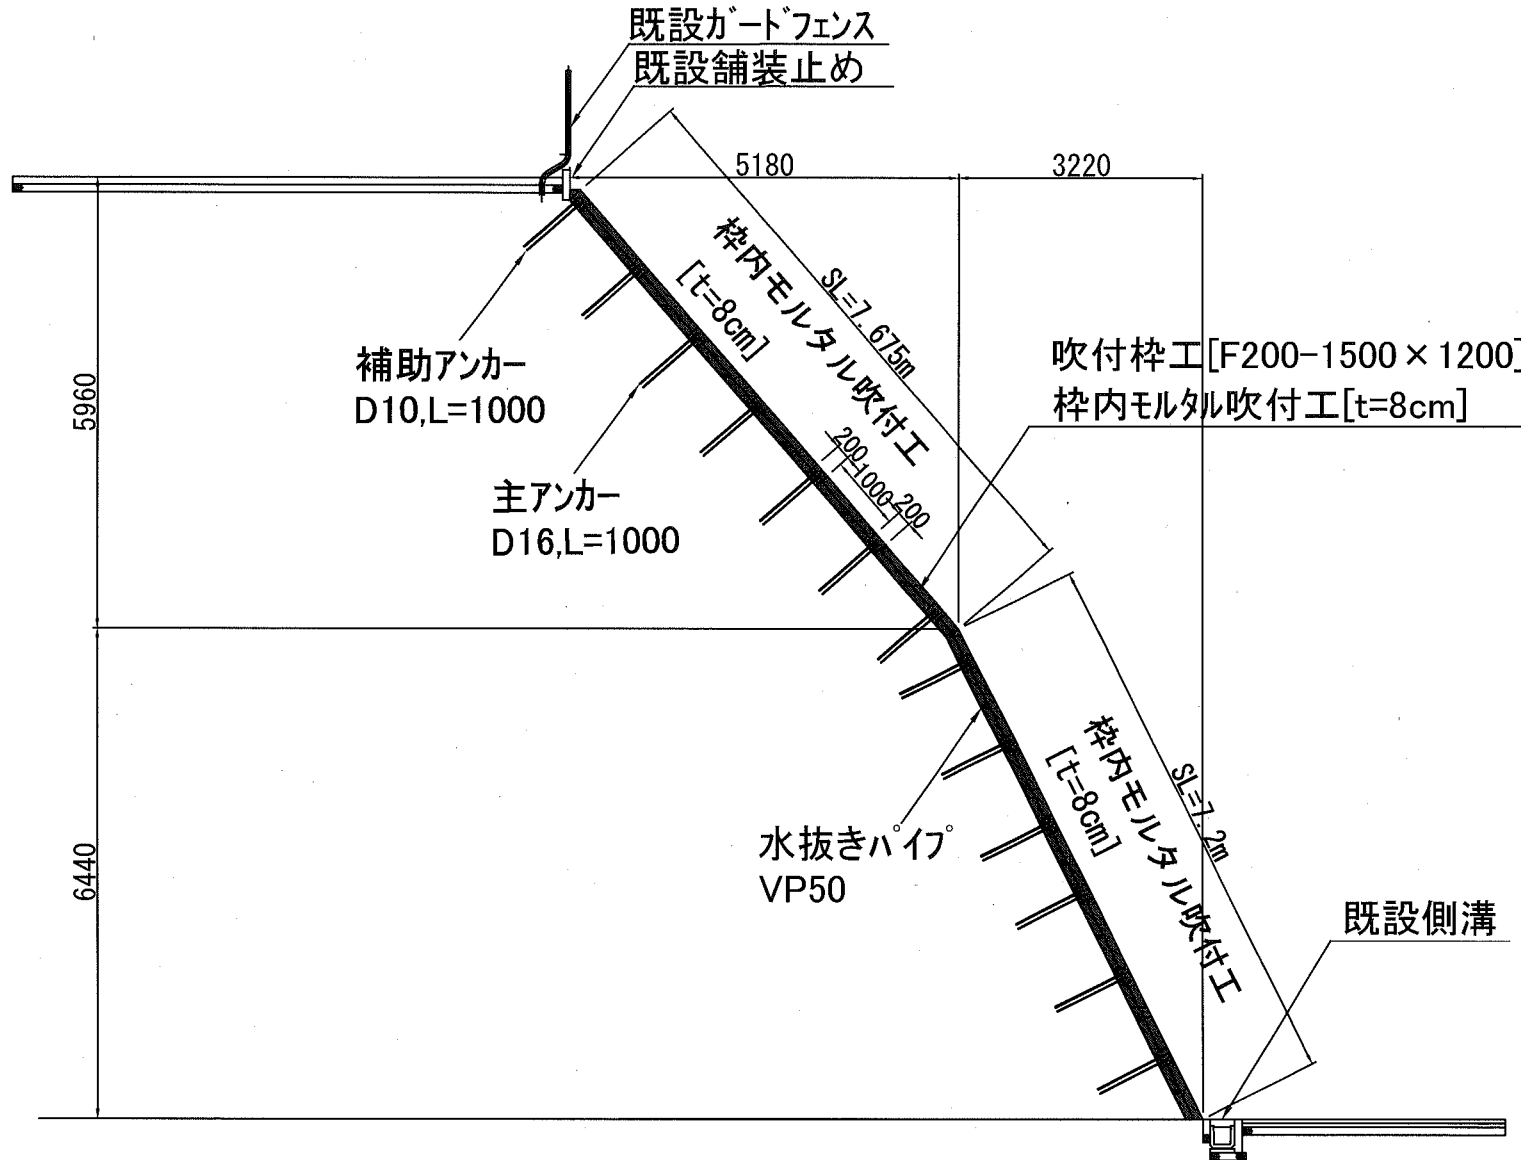 既設ガードフェンス
既設舗装止め
5180
3220
枠内モルタル吹付工
[t=8cm]
SL=7.675m
吹付枠工[F200-1500×1200]
枠内モルタル吹付工[t=8cm]
補助アンカー
D10,L=1000
5960
200
1000
200
主アンカー
D16,L=1000
枠内モルタル吹付工
[t=8cm]
SL=7.2m
水抜きパイプ
VP50
6440
既設側溝